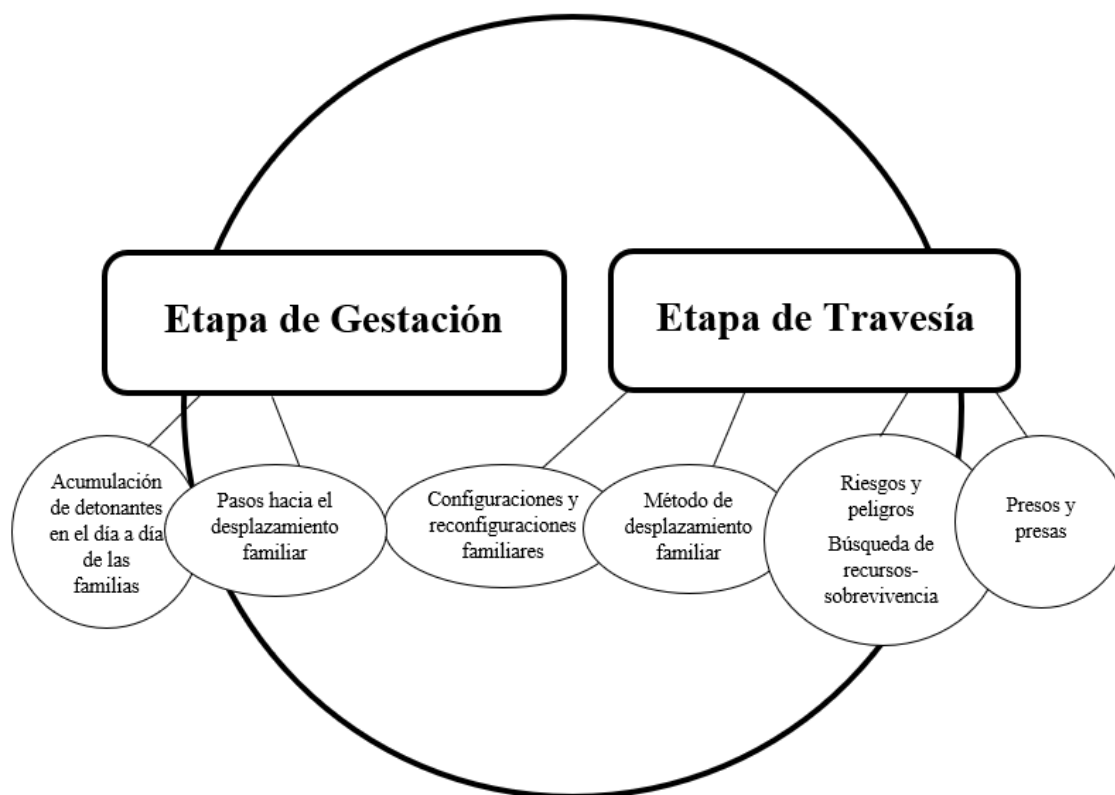 Etapa de Gestación
Etapa de Travesía
Acumulación
de detonantes
en el día a día
de las
familias
Pasos hacia el
desplazamiento
familiar
Configuraciones y
reconfiguraciones
familiares
Método de
desplazamiento
familiar
Riesgos y
peligros
Búsqueda de
recursos-
sobrevivencia
Presos y
presas